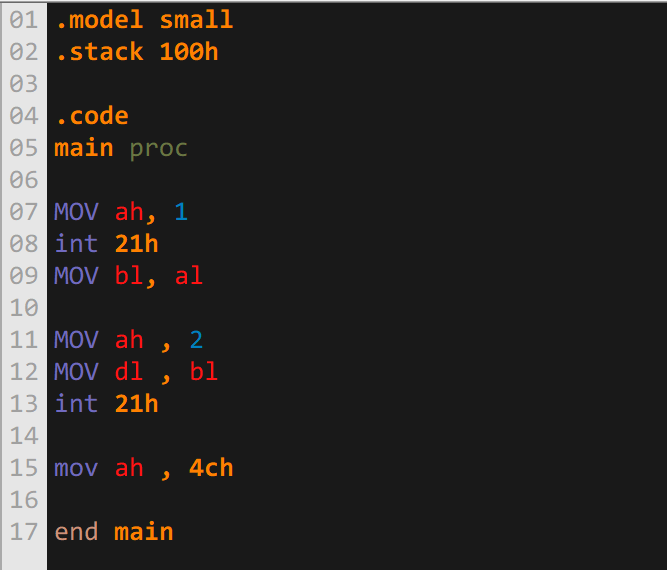 01 .model small
02 .stack 100h
03
04 .code
05 main proc
06
07 MOV ah, 1
08 int 21h
09 MOV bl, al
10
11 MOV ah , 2
12 MOV dl , bl
13 int 21h
14
15 mov ah , 4ch
16
17 end main